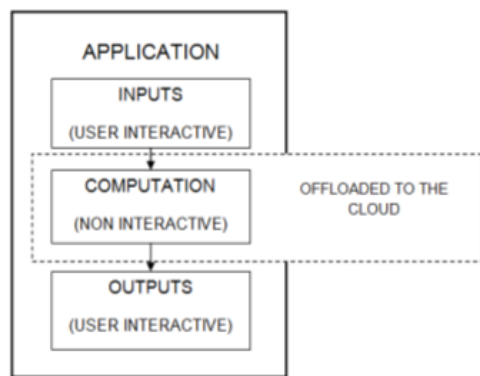 APPLICATION
INPUTS
(USER INTERACTIVE)
COMPUTATION
(NON INTERACTIVE)
OFFLOADED TO THE
CLOUD
OUTPUTS
(USER INTERACTIVE)